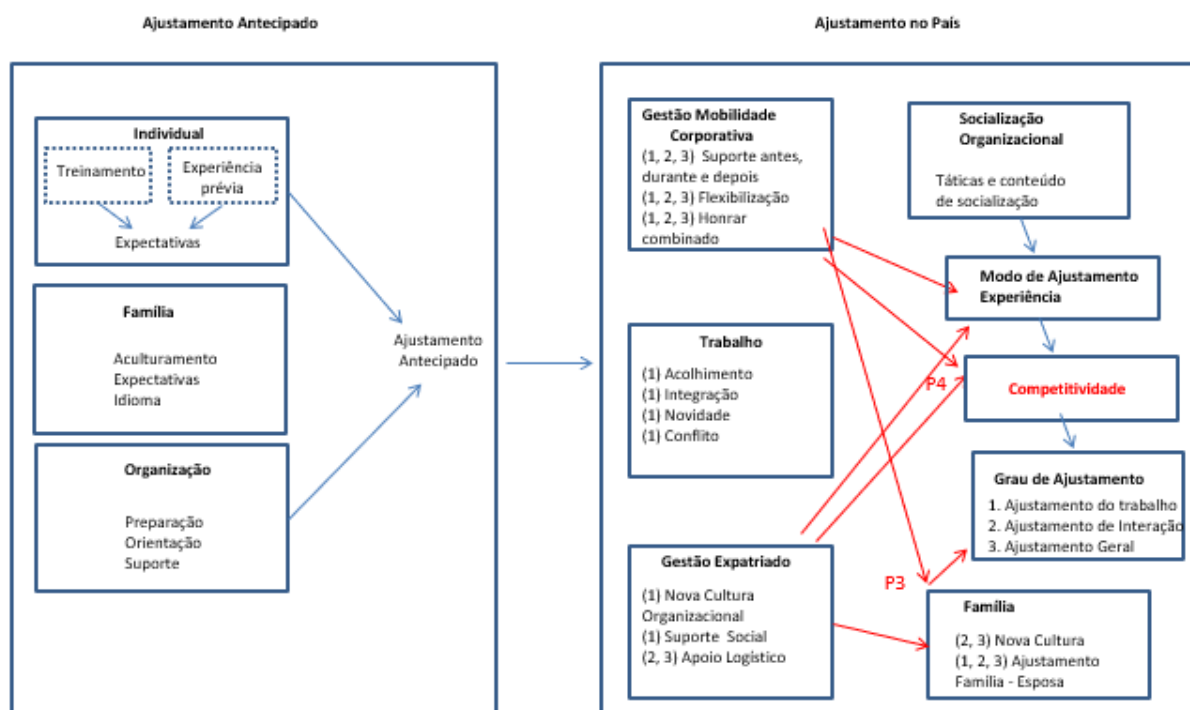 Ajustamento Antecipado
Individual
Treinamento
Experiência
prévia
Expectativas
Família
Aculturamento
Expectativas
Idioma
Organização
Preparação
Orientação
Suporte
Ajustamento
Antecipado
Ajustamento no País
Gestão Mobilidade
Corporativa
(1, 2, 3) Suporte antes,
durante e depois
(1, 2, 3) Flexibilização
(1, 2, 3) Honrar
combinado
Trabalho
(1) Acolhimento
(1) Integração
(1) Novidade
(1) Conflito
Gestão Expatriado
(1) Nova Cultura
Organizacional
(1) Suporte Social
(2, 3) Apoio Logístico
Socialização
Organizacional
Táticas e conteúdo
de socialização
Modo de Ajustamento
Experiência
P4
Competitividade
Grau de Ajustamento
1. Ajustamento do trabalho
2. Ajustamento de Interação
3. Ajustamento Geral
P3
Família
(2, 3) Nova Cultura
(1, 2, 3) Ajustamento
Família - Esposa